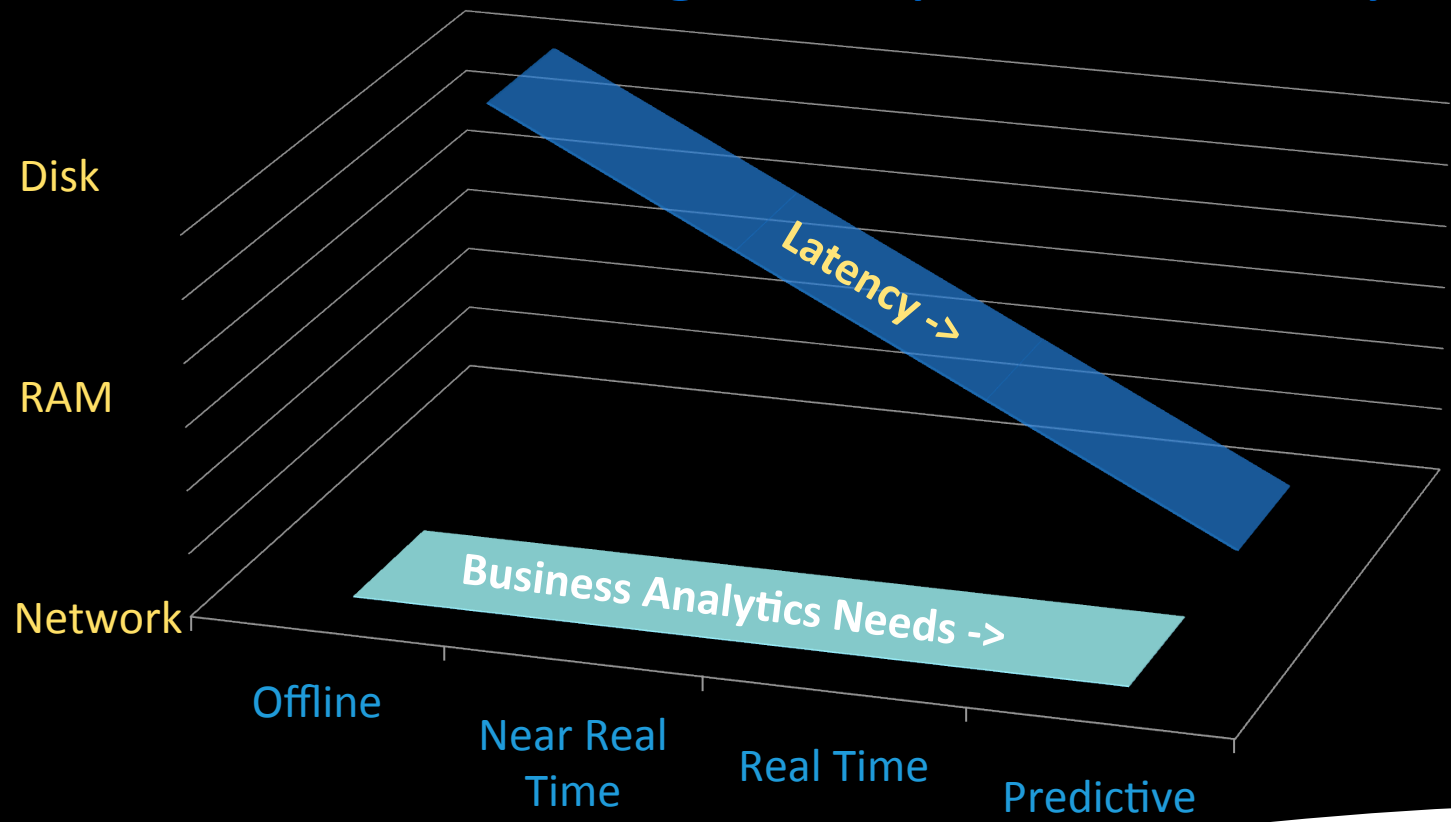 Disk
Latency ->
RAM
Business Analytics Needs ->
Network
Offline
Near Real
Time
Real Time
Predictive